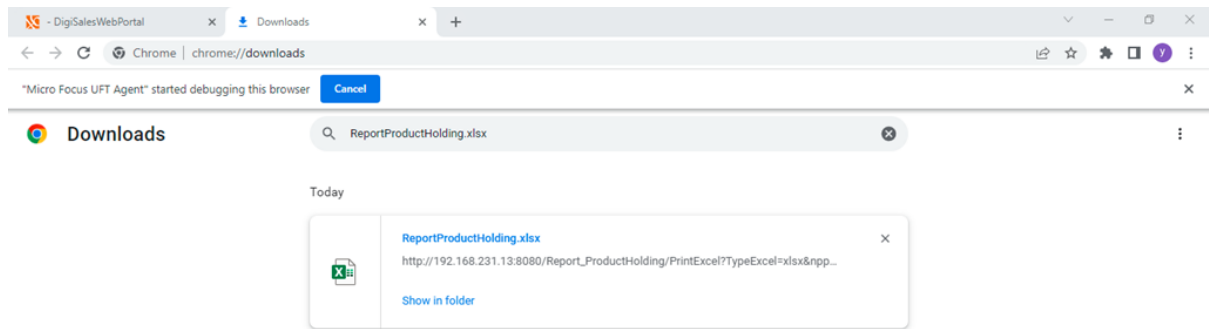 - DigiSalesWebPortal
Downloads
Chrome | chrome://downloads
y
"Micro Focus UFT Agent" started debugging this browser
Cancel
Downloads
ReportProductHolding.xlsx
Today
ReportProductHolding.xlsx
http://192.168.231.13:8080/Report_ProductHolding/PrintExcel?TypeExcel=xlsx&npp...
Show in folder